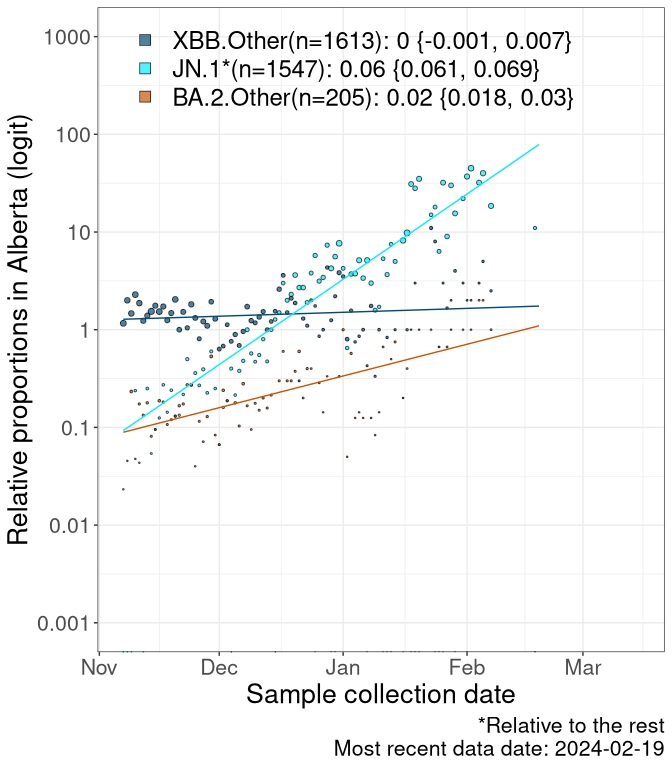 XBB.Other(n=1613): 0 {-0.001, 0.007}
JN.1*(n=1547): 0.06 {0.061, 0.069}
BA.2.Other(n=205): 0.02 {0.018, 0.03}
Relative proportions in Alberta (logit)
1000
100
10
1
0.1
0.01
0.001
Nov Dec Jan Feb Mar
Sample collection date
*Relative to the rest
Most recent data date: 2024-02-19